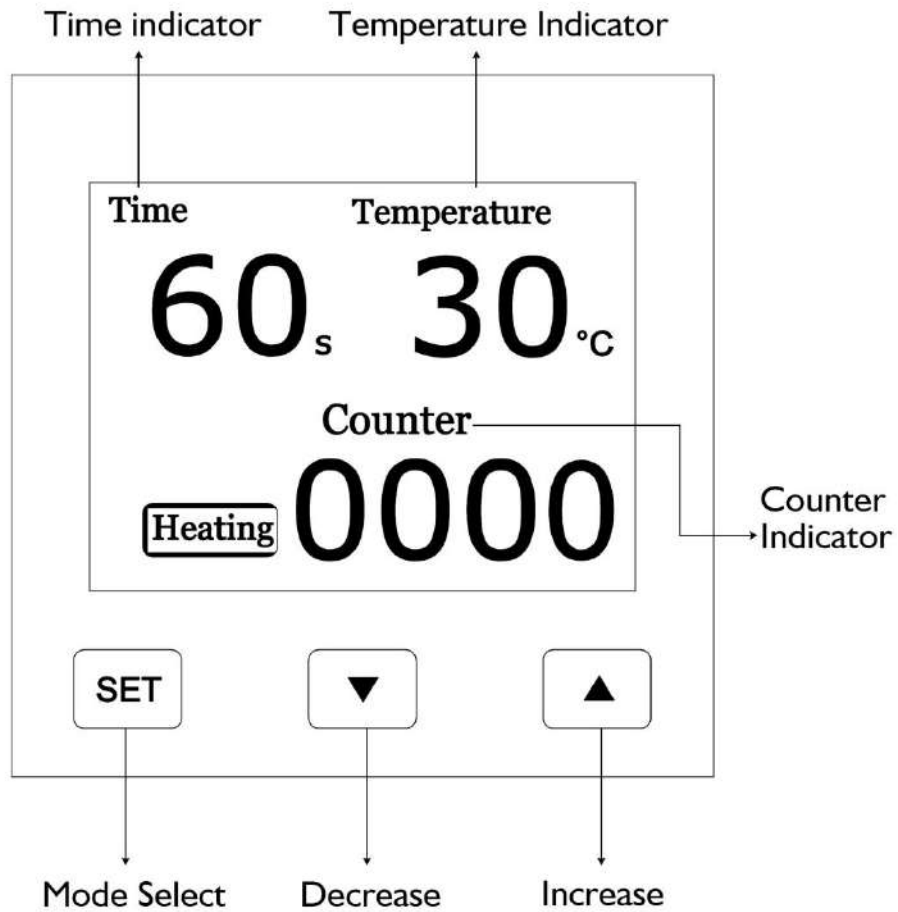 Time indicator Temperature Indicator
Time Temperature
60s 30°C
Counter
Heating 0000
Counter
Indicator
SET ▼ ▲
Mode Select Decrease Increase